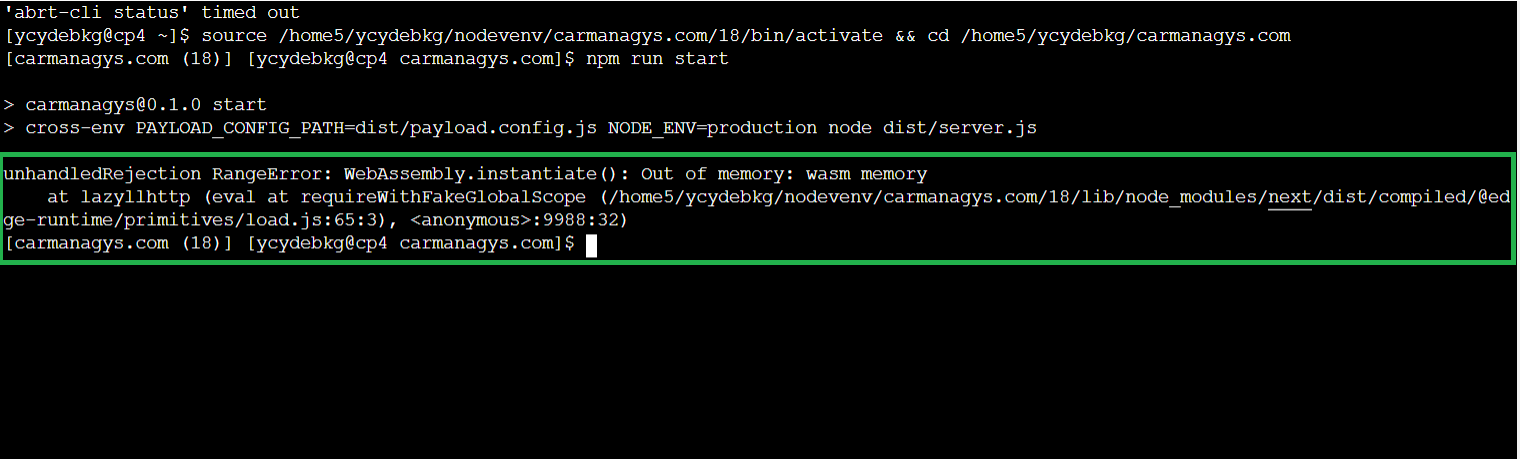 'abrt-cli status' timed out
[ycydebkg@cp4 ~]$ source /home5/ycydebkg/nodevenv/carmanagys.com/18/bin/activate && cd /home5/ycydebkg/carmanagys.com
[carmanagys.com (18)] [ycydebkg@cp4 carmanagys.com]$ npm run start
> carmanagys@0.1.0 start
> cross-env PAYLOAD_CONFIG_PATH=dist/payload.config.js NODE_ENV=production node dist/server.js
unhandledRejection RangeError: WebAssembly.instantiate(): Out of memory: wasm memory
    at lazyllhttp (eval at requireWithFakeGlobalScope (/home5/ycydebkg/nodevenv/carmanagys.com/18/lib/node_modules/next/dist/compiled/@ed
ge-runtime/primitives/load.js:65:3), <anonymous>:9988:32)
[carmanagys.com (18)] [ycydebkg@cp4 carmanagys.com]$